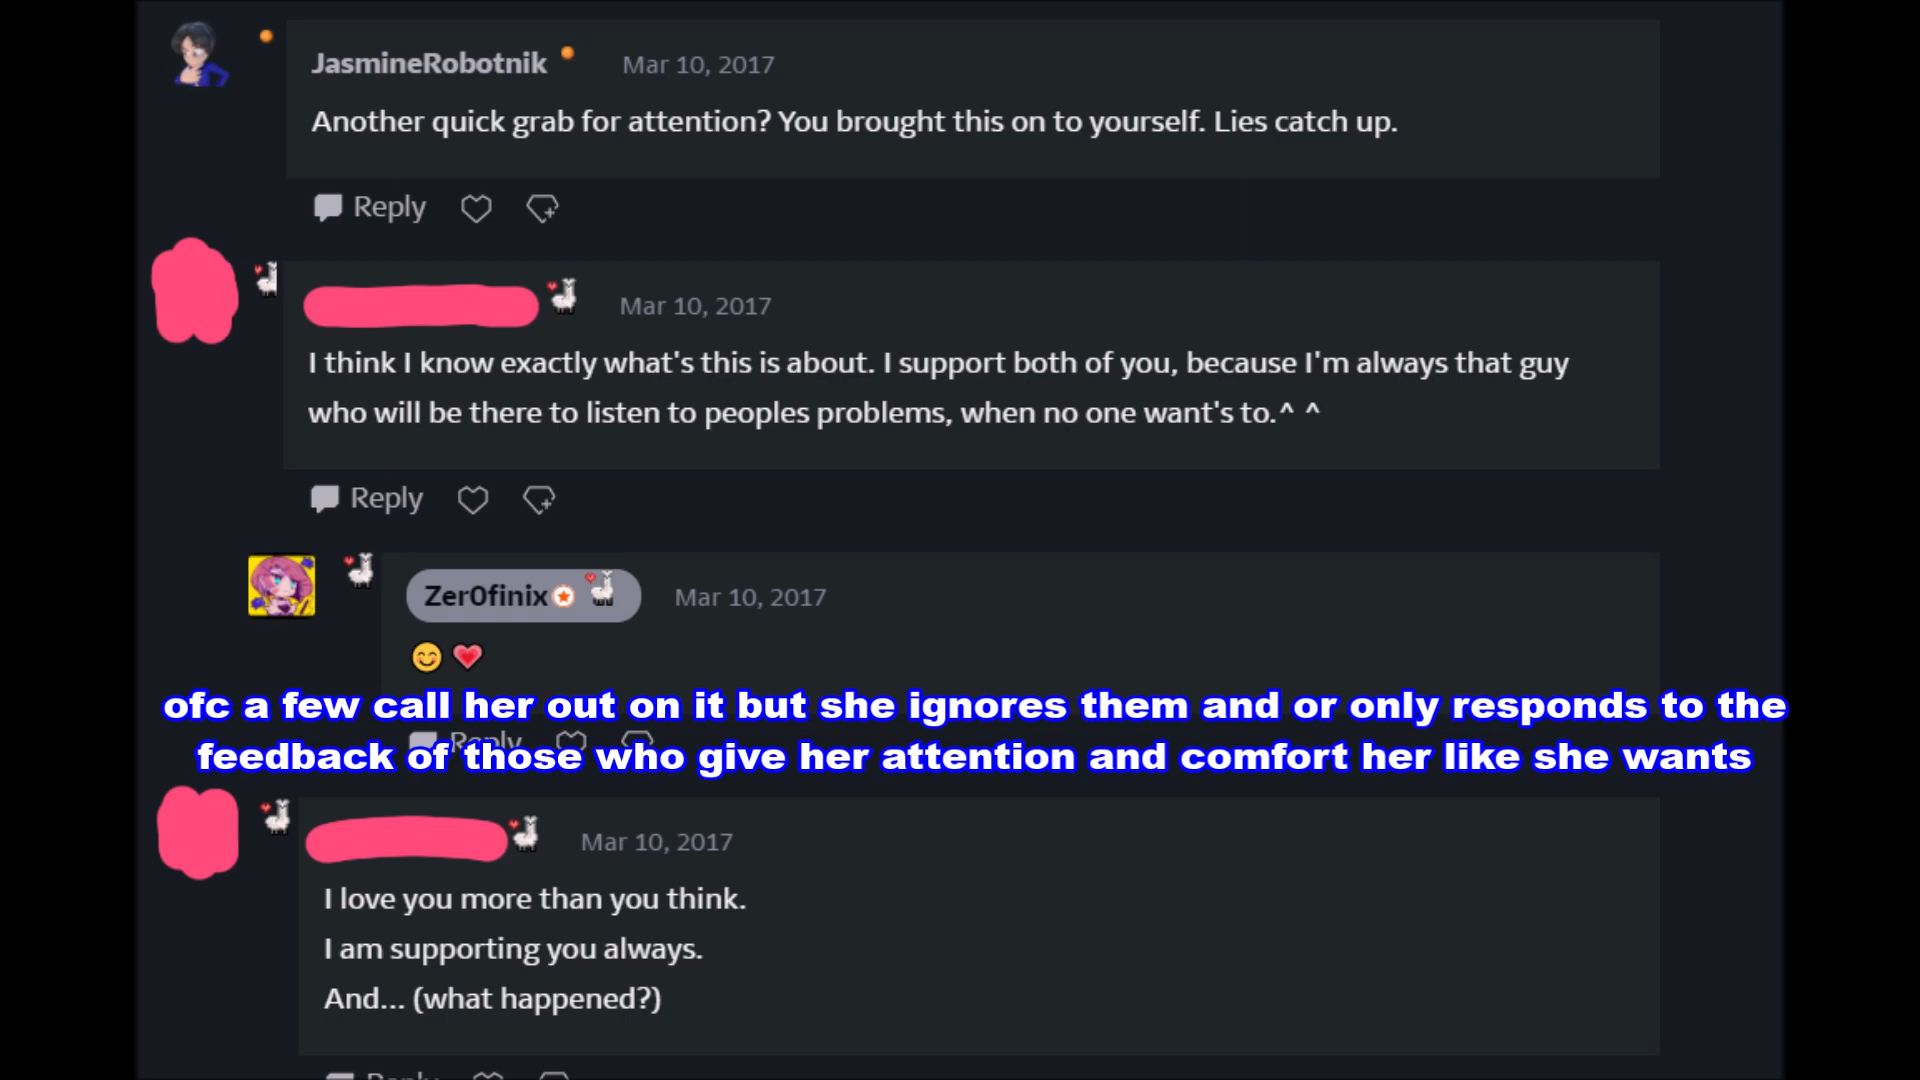 JasmineRobotnik Mar 10, 2017
Another quick grab for attention? You brought this on to yourself. Lies catch up.
Reply
Mar 10, 2017
I think I know exactly what's this is about. I support both of you, because I'm always that guy
who will be there to listen to peoples problems, when no one want's to.^ ^
Reply
Zer0finix Mar 10, 2017
😊 ❤
ofc a few call her out on it but she ignores them and or only responds to the
Reply
feedback of those who give her attention and comfort her like she wants
Mar 10, 2017
I love you more than you think.
I am supporting you always.
And... (what happened?)
Reply